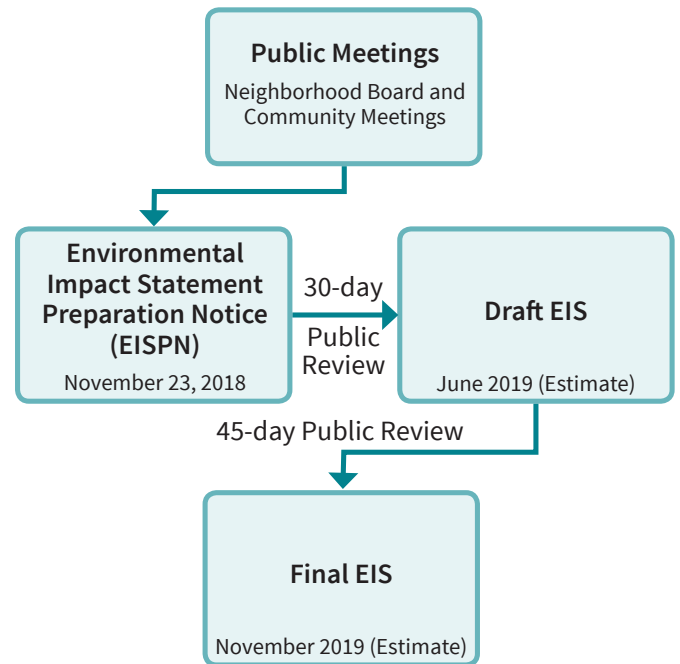 Public Meetings
Neighborhood Board and
Community Meetings
Environmental
Impact Statement
Preparation Notice
(EISPN)
November 23, 2018
30-day
Public
Review
Draft EIS
June 2019 (Estimate)
45-day Public Review
Final EIS
November 2019 (Estimate)